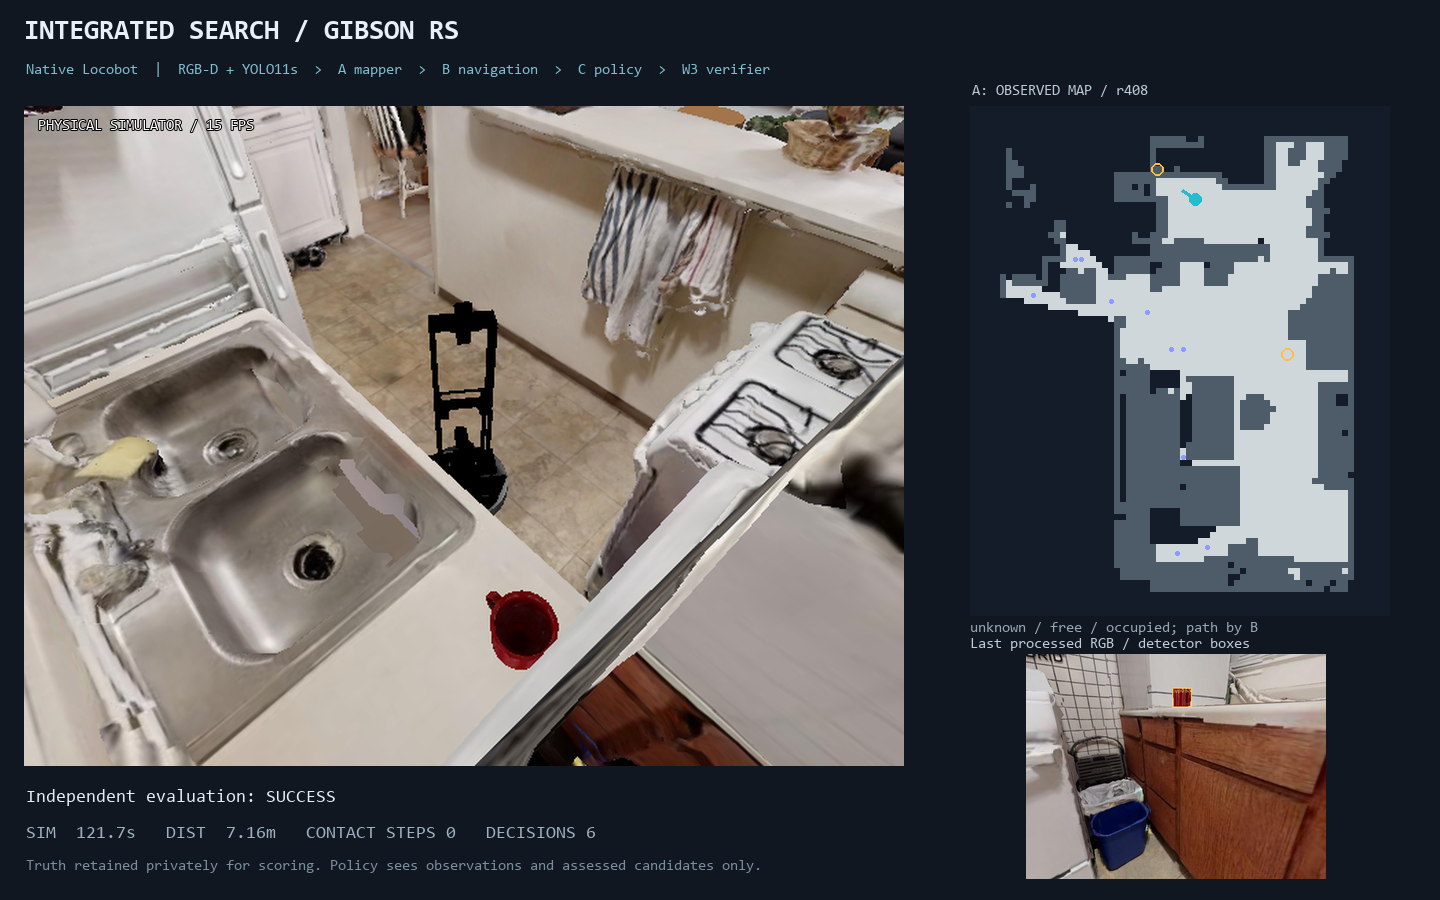 INTEGRATED SEARCH / GIBSON RS
Native Locobot | RGB-D + YOLO11s > A mapper > B navigation > C policy > W3 verifier
A: OBSERVED MAP / r408
PHYSICAL SIMULATOR / 15 FPS
unknown / free / occupied; path by B
Last processed RGB / detector boxes
Independent evaluation: SUCCESS
SIM 121.7s DIST 7.16m CONTACT STEPS 0 DECISIONS 6
Truth retained privately for scoring. Policy sees observations and assessed candidates only.